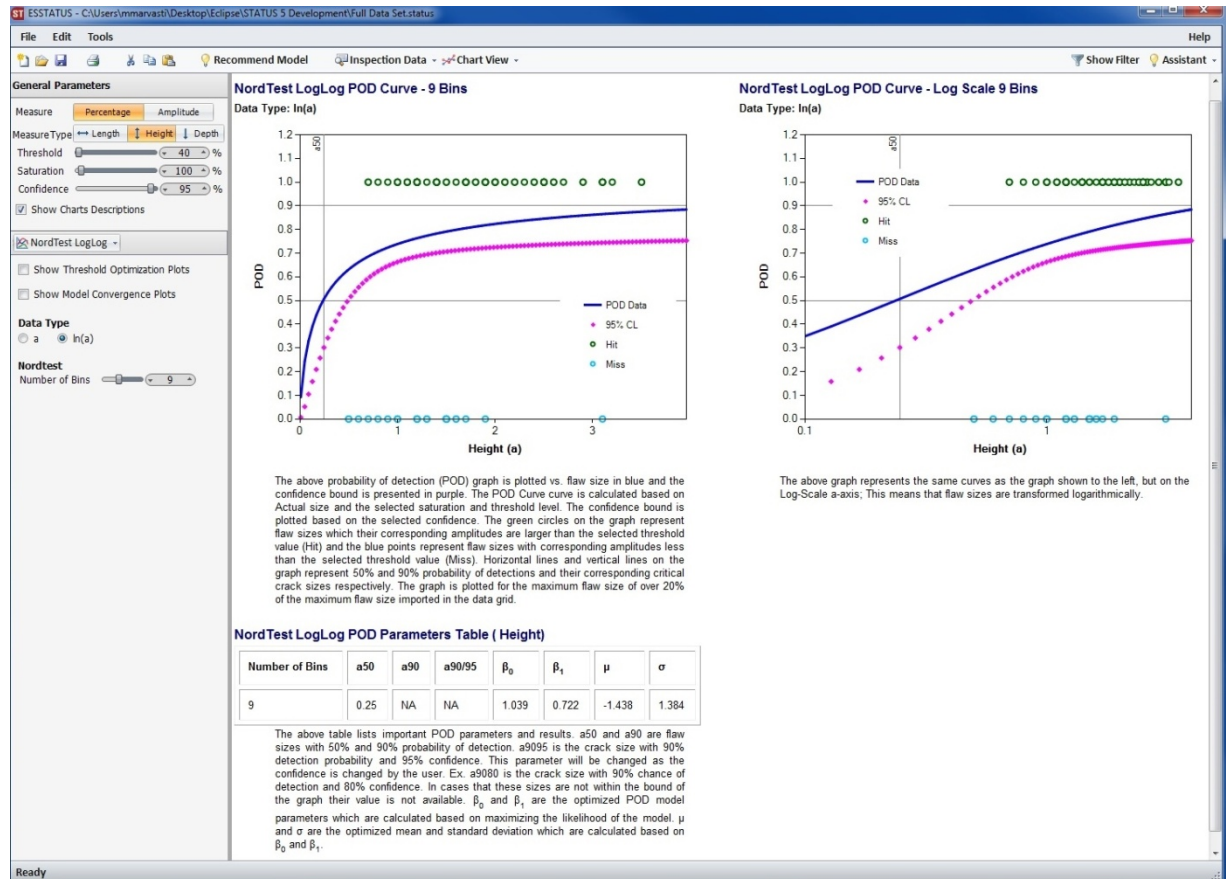 ESSTATUS - C:\Users\mmarvasti\Desktop\Eclipse\STATUS 5 Development\Full Data Set.status
File Edit Tools Help
Recommend Model Inspection Data Chart View Show Filter Assistant
General Parameters
Measure Percentage Amplitude
Measure Type Length Height Depth
Threshold 40 %
Saturation 100 %
Confidence 95 %
Show Charts Descriptions
NordTest LogLog
Show Threshold Optimization Plots
Show Model Convergence Plots
Data Type
a ln(a)
Nordtest
Number of Bins 9
NordTest LogLog POD Curve - 9 Bins
Data Type: ln(a)
1.2
1.1
1.0
0.9
0.8
0.7
0.6
0.5
0.4
0.3
0.2
0.1
0.0
POD
a50
POD Data
95% CL
Hit
Miss
0 1 2 3
Height (a)
The above probability of detection (POD) graph is plotted vs. flaw size in blue and the
confidence bound is presented in purple. The POD Curve curve is calculated based on
Actual size and the selected saturation and threshold level. The confidence bound is
plotted based on the selected confidence. The green circles on the graph represent
flaw sizes which their corresponding amplitudes are larger than the selected threshold
value (Hit) and the blue points represent flaw sizes with corresponding amplitudes less
than the selected threshold value (Miss). Horizontal lines and vertical lines on the
graph represent 50% and 90% probability of detections and their corresponding critical
crack sizes respectively. The graph is plotted for the maximum flaw size of over 20%
of the maximum flaw size imported in the data grid.
NordTest LogLog POD Curve - Log Scale 9 Bins
Data Type: ln(a)
1.2
1.1
1.0
0.9
0.8
0.7
0.6
0.5
0.4
0.3
0.2
0.1
0.0
POD
a50
POD Data
95% CL
Hit
Miss
0.1 1
Height (a)
The above graph represents the same curves as the graph shown to the left, but on the
Log-Scale a-axis; This means that flaw sizes are transformed logarithmically.
NordTest LogLog POD Parameters Table ( Height)
Number of Bins a50 a90 a90/95 β0 β1 μ σ
9 0.25 NA NA 1.039 0.722 -1.438 1.384
The above table lists important POD parameters and results. a50 and a90 are flaw
sizes with 50% and 90% probability of detection. a9095 is the crack size with 90%
detection probability and 95% confidence. This parameter will be changed as the
confidence is changed by the user. Ex. a9080 is the crack size with 90% chance of
detection and 80% confidence. In cases that these sizes are not within the bound of
the graph their value is not available. β0 and β1 are the optimized POD model
parameters which are calculated based on maximizing the likelihood of the model. μ
and σ are the optimized mean and standard deviation which are calculated based on
β0 and β1.
Ready